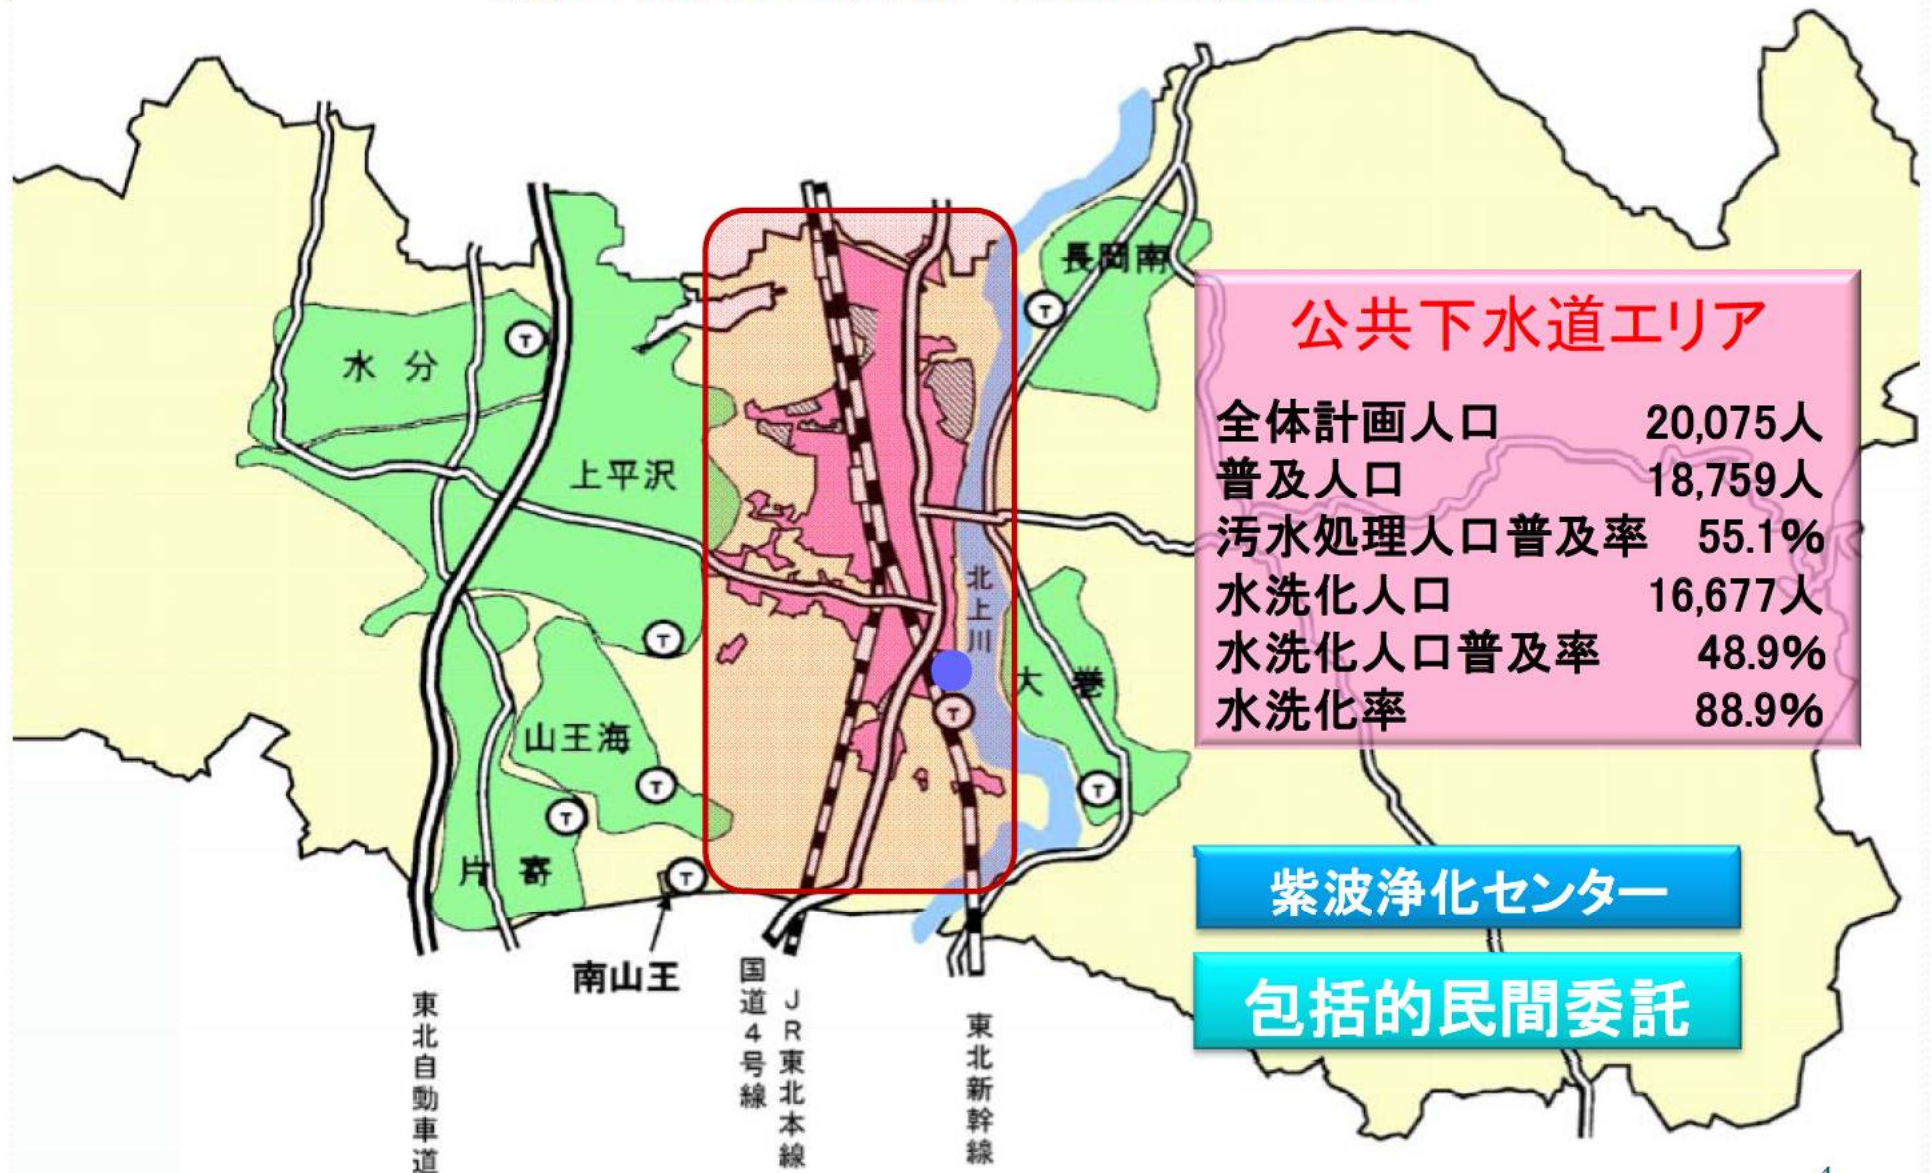 長岡南
公共下水道エリア
水分
全体計画人口 20,075人
上平沢
普及人口 18,759人
汚水処理人口普及率 55.1%
北上川
水洗化人口 16,677人
水洗化人口普及率 48.9%
大巻
水洗化率 88.9%
山王海
片寄
紫波浄化センター
南山王
包括的民間委託
東北自動車道
国道4号線
JR東北本線
東北新幹線
T
T
T
T
T
T
T
T